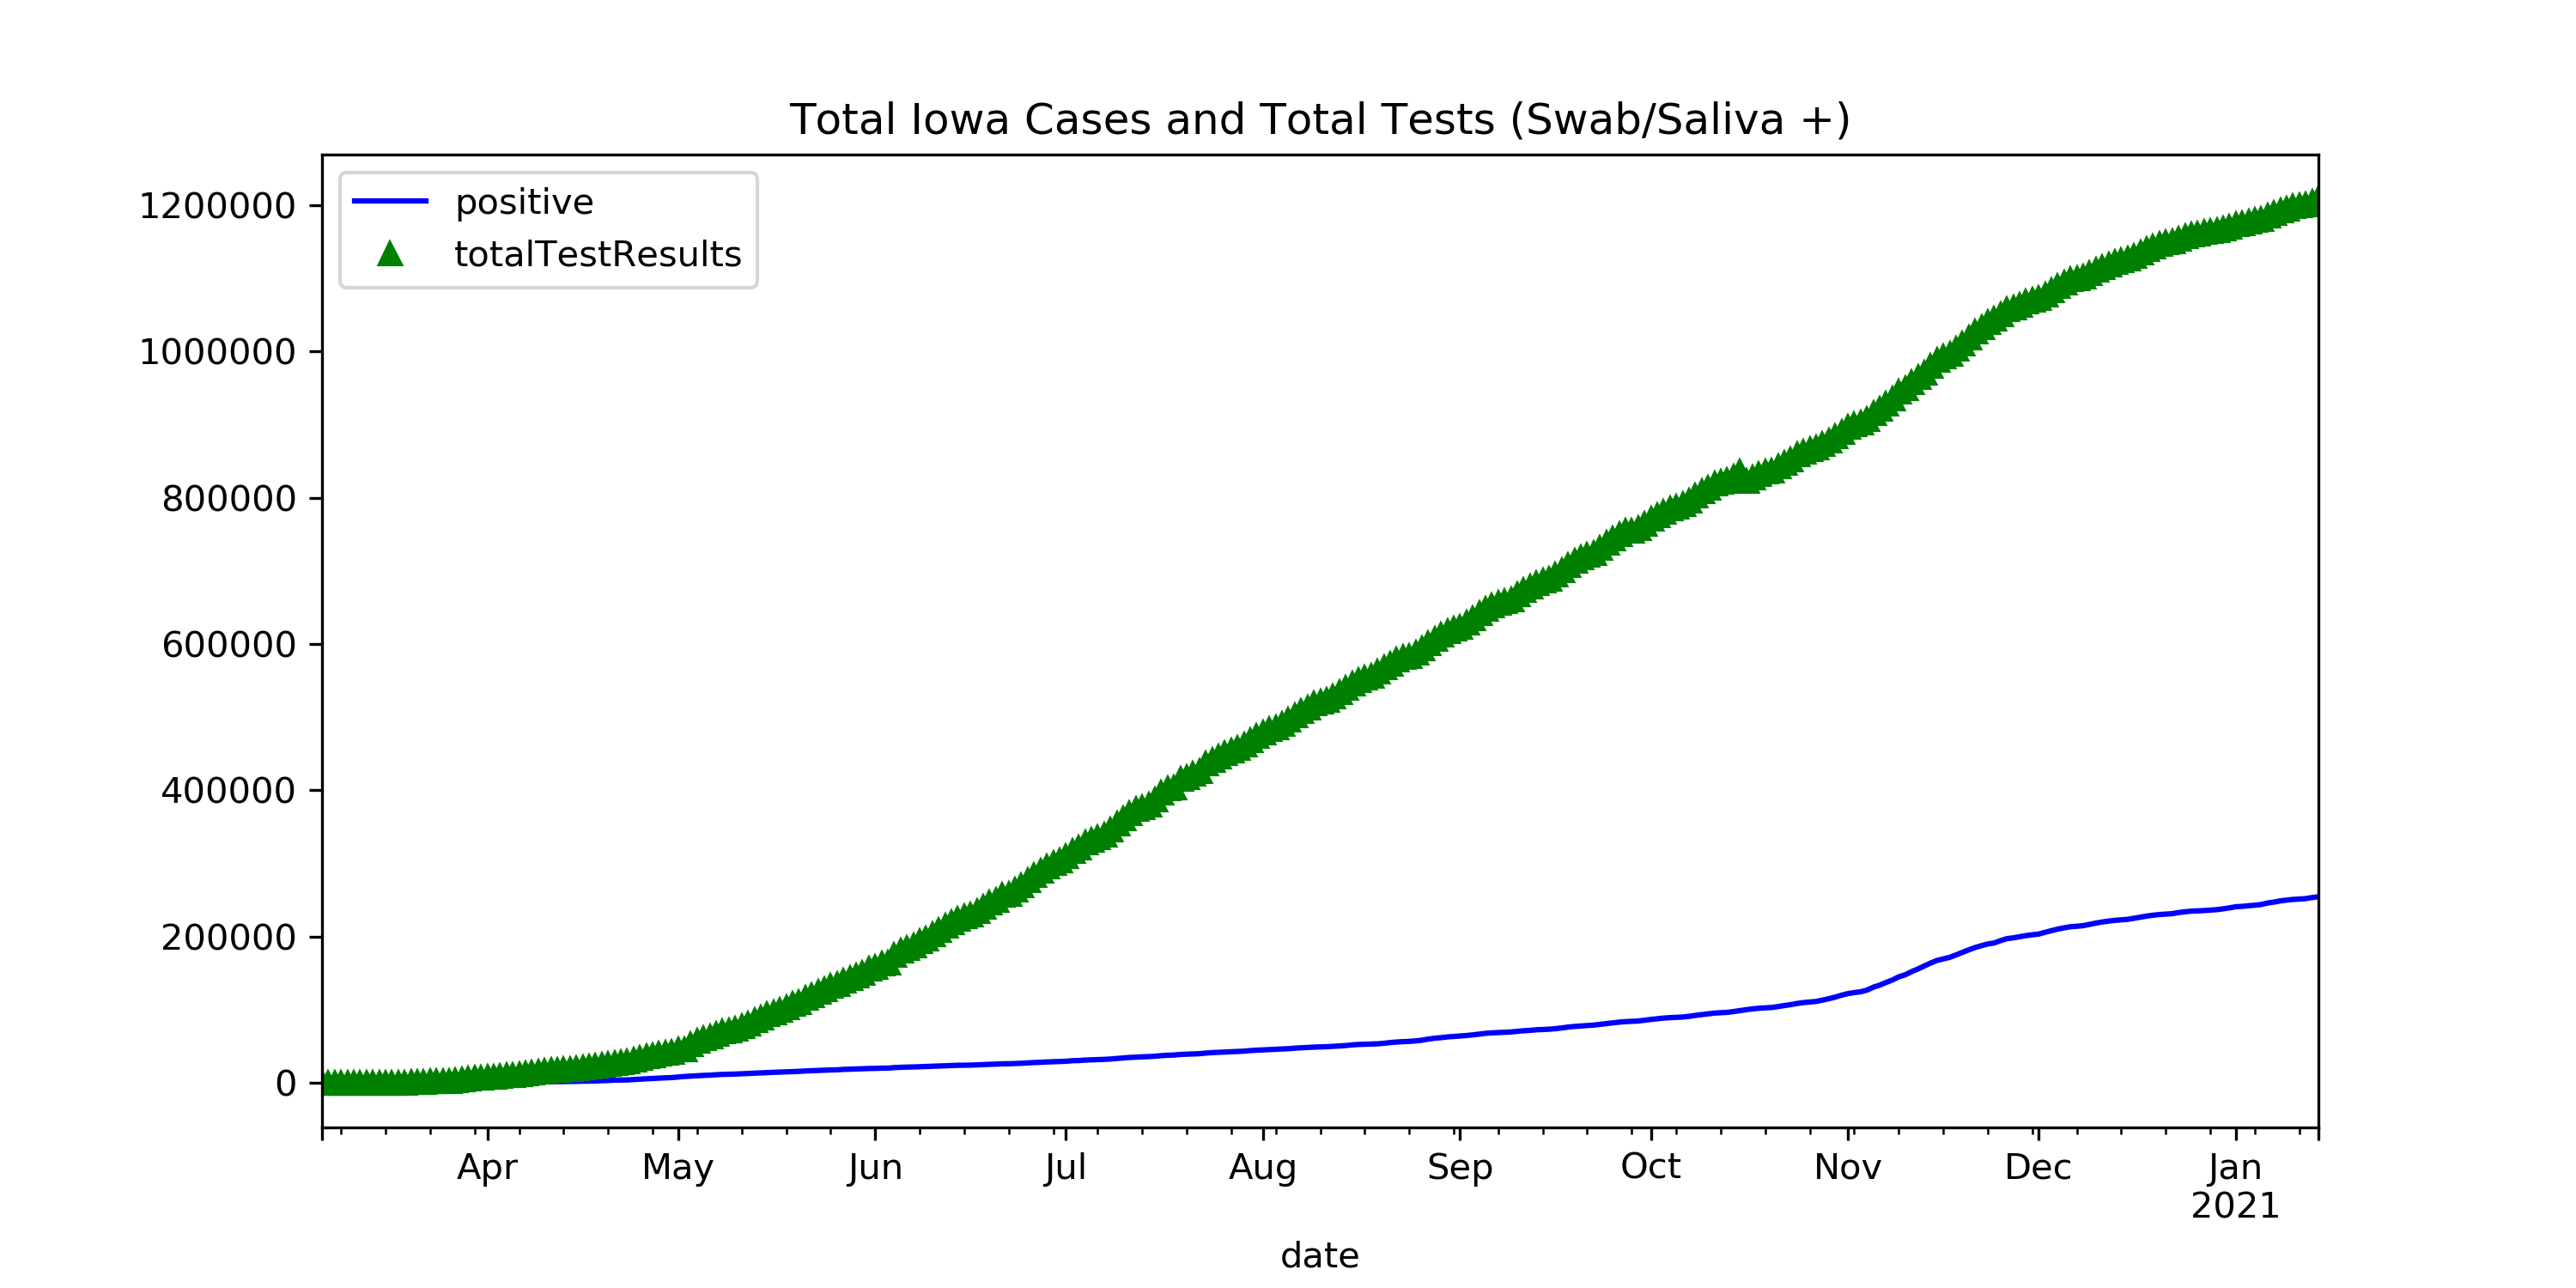 Total Iowa Cases and Total Tests (Swab/Saliva +)
positive
totalTestResults
1200000
1000000
800000
600000
400000
200000
0
Apr May Jun Jul Aug Sep Oct Nov Dec Jan
2021
date